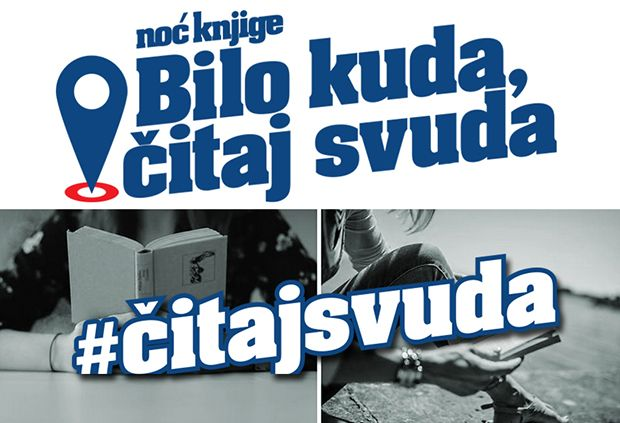 noć knjige
Bilo kuda,
čitaj svuda
#čitajsvuda